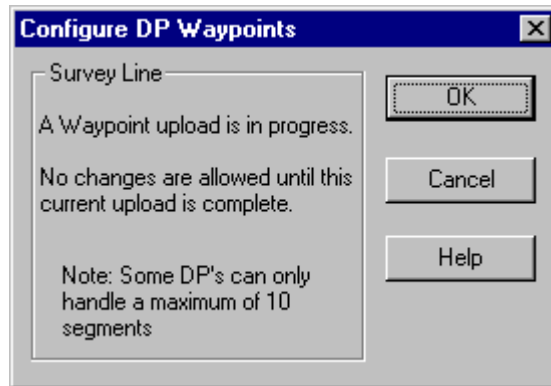 Configure DP Waypoints
Survey Line
A Waypoint upload is in progress.
No changes are allowed until this
current upload is complete.
Note: Some DP's can only
handle a maximum of 10
segments
OK
Cancel
Help